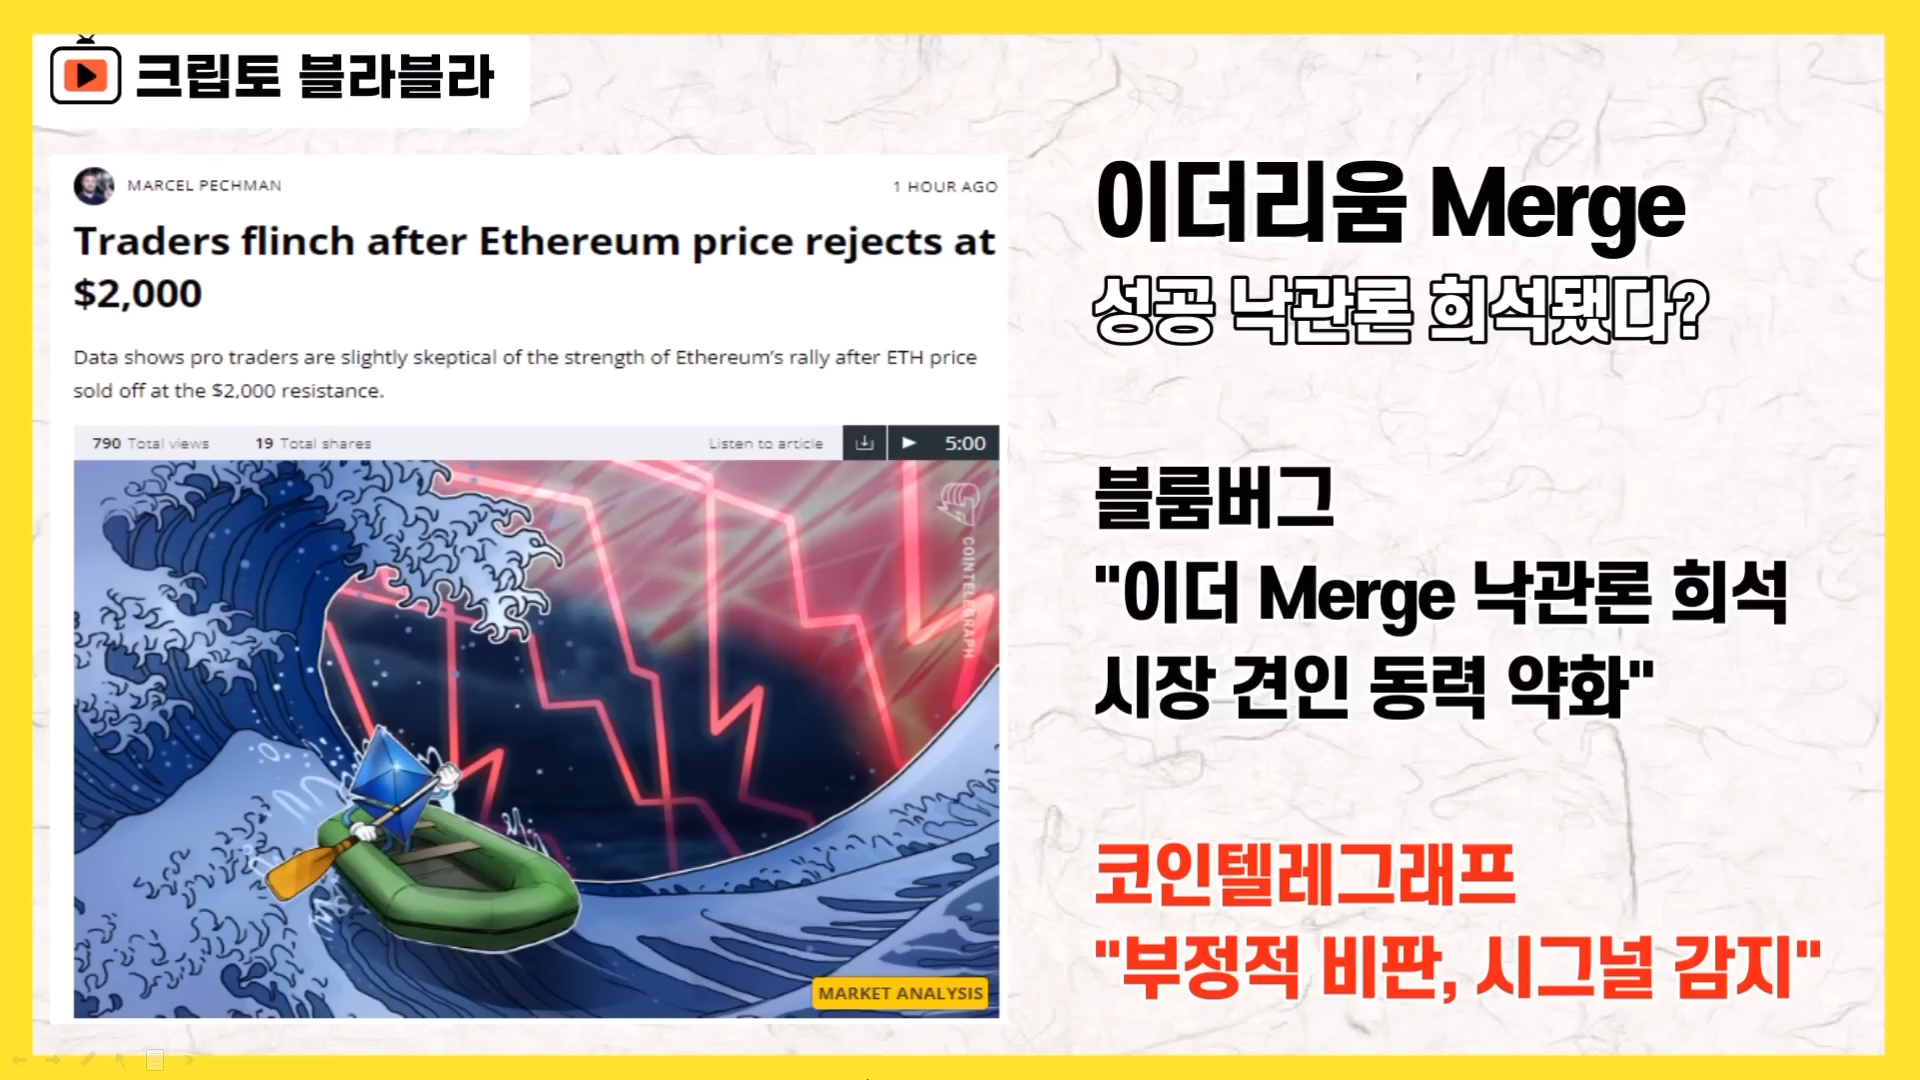 크립토 블라블라
MARCEL PECHMAN
1 HOUR AGO
Traders flinch after Ethereum price rejects at
$2,000
Data shows pro traders are slightly skeptical of the strength of Ethereum’s rally after ETH price
sold off at the $2,000 resistance.
790 Total views 19 Total shares Listen to article 5:00
COINTELEGRAPH
MARKET ANALYSIS
이더리움 Merge
성공 낙관론 희석됐다?
블룸버그
"이더 Merge 낙관론 희석
시장 견인 동력 약화"
코인텔레그래프
"부정적 비판, 시그널 감지"